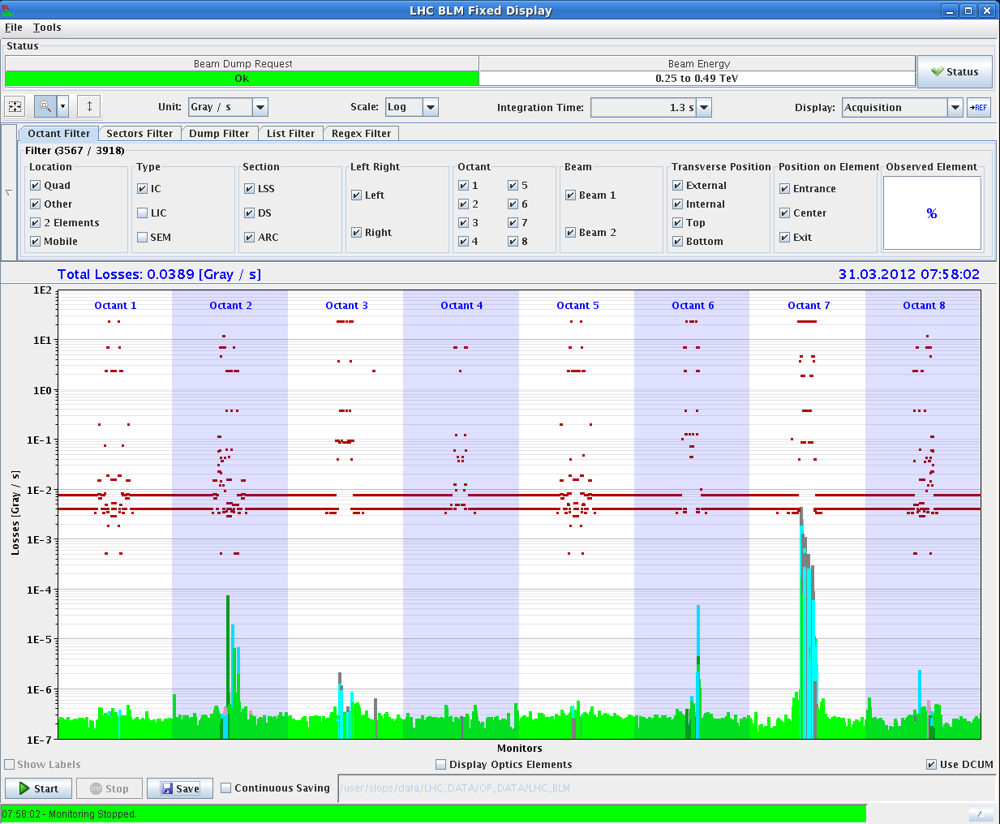 BL
LHC BLM Fixed Display
File Tools
Status
Beam Dump Request Beam Energy
Ok 0.25 to 0.49 TeV
Status
Unit: Gray / s Scale: Log Integration Time: 1.3 s Display: Acquisition →REF
Octant Filter Sectors Filter Dump Filter List Filter Regex Filter
Filter (3567 / 3918)
Location Type Section Left Right Octant Beam Transverse Position Position on Element Observed Element
Quad IC LSS Left 1 5 Beam 1 External Entrance
Other LIC DS Right 2 6 Beam 2 Internal Center %
2 Elements SEM ARC 3 7 Top Exit
Mobile 4 8 Bottom
Total Losses: 0.0389 [Gray / s] 31.03.2012 07:58:02
Octant 1 Octant 2 Octant 3 Octant 4 Octant 5 Octant 6 Octant 7 Octant 8
1E2
1E1
1E0
1E-1
1E-2
1E-3
1E-4
1E-5
1E-6
1E-7
Losses [Gray / s]
Monitors
Show Labels Display Optics Elements Use DCUM
Start STOP Stop Save Continuous Saving /user/slops/data/LHC_DATA/OP_DATA/LHC_BLM
07:58:02 - Monitoring Stopped.